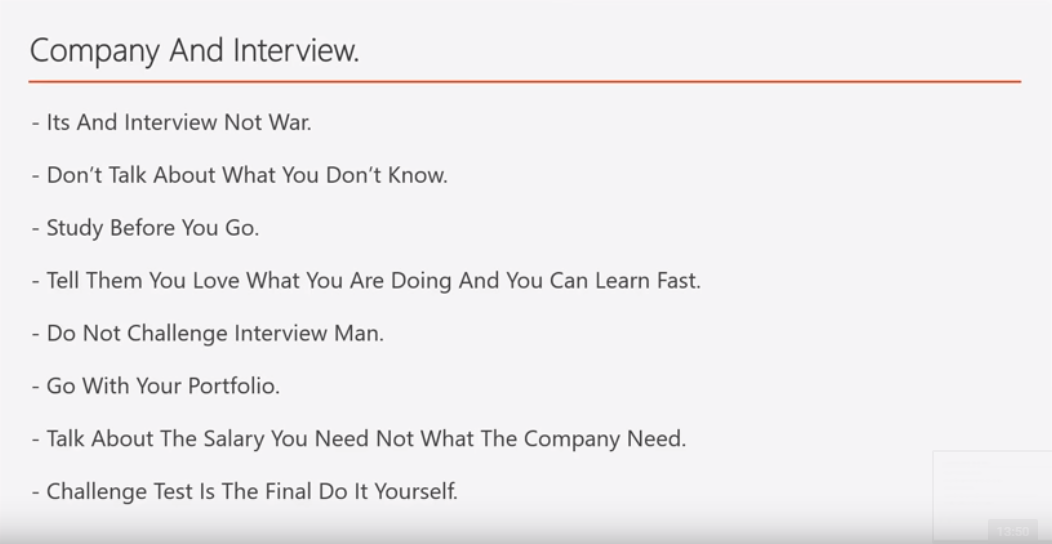 Company And Interview.
- Its And Interview Not War.
- Don't Talk About What You Don't Know.
- Study Before You Go.
- Tell Them You Love What You Are Doing And You Can Learn Fast.
- Do Not Challenge Interview Man.
- Go With Your Portfolio.
- Talk About The Salary You Need Not What The Company Need.
- Challenge Test Is The Final Do It Yourself.
13:50